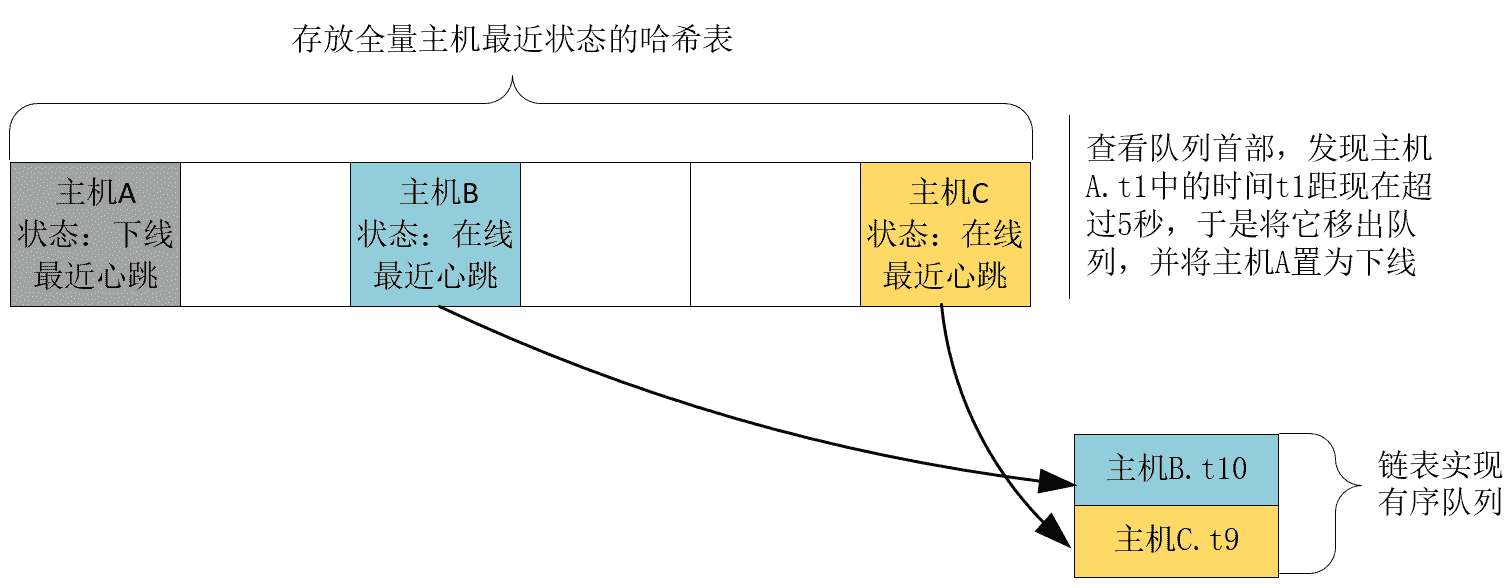 存放全量主机最近状态的哈希表
主机A
状态：下线
最近心跳
主机B
状态：在线
最近心跳
主机C
状态：在线
最近心跳
查看队列首部，发现主机
A.t1中的时间t1距现在超
过5秒，于是将它移出队
列，并将主机A置为下线
主机B.t10
主机C.t9
链表实现
有序队列